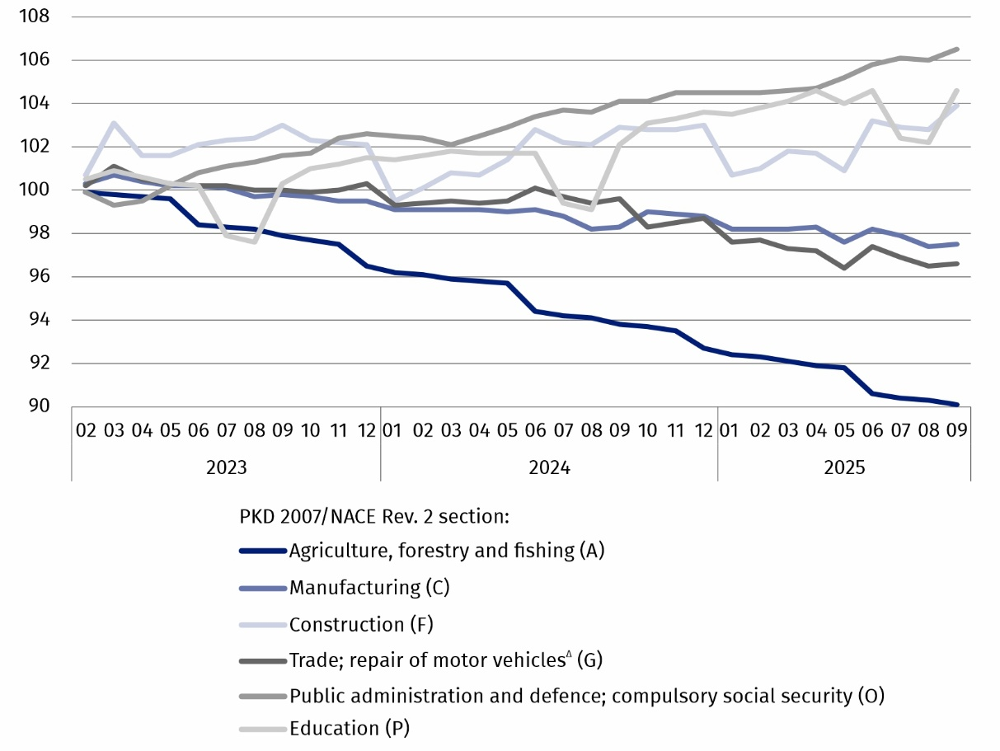 108
106
104
102
100
98
96
94
92
90
02 03 04 05 06 07 08 09 10 11 12 01 02 03 04 05 06 07 08 09 10 11 12 01 02 03 04 05 06 07 08 09
2023 2024 2025
PKD 2007/NACE Rev. 2 section:
Agriculture, forestry and fishing (A)
Manufacturing (C)
Construction (F)
Trade; repair of motor vehiclesᐞ (G)
Public administration and defence; compulsory social security (O)
Education (P)